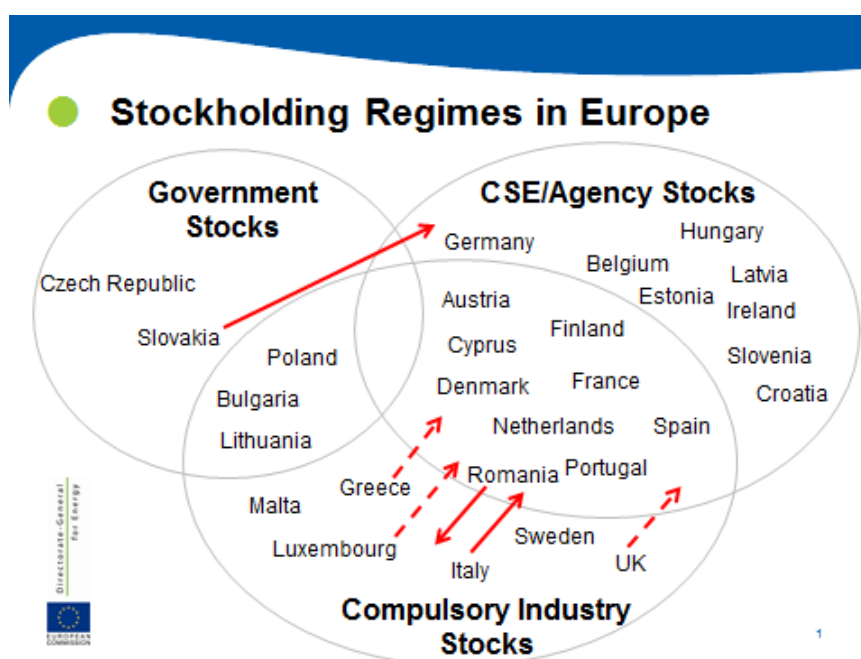 Stockholding Regimes in Europe
Government
Stocks
CSE/Agency Stocks
Hungary
Germany
Belgium
Latvia
Czech Republic
Estonia
Austria
Ireland
Finland
Slovakia
Cyprus
Poland
Slovenia
Denmark
France
Croatia
Bulgaria
Netherlands
Spain
Lithuania
Romania
Portugal
Greece
Malta
Sweden
Luxembourg
Italy
UK
Compulsory Industry
Stocks
Directorate-General
for Energy
EUROPEAN
COMMISSION
1